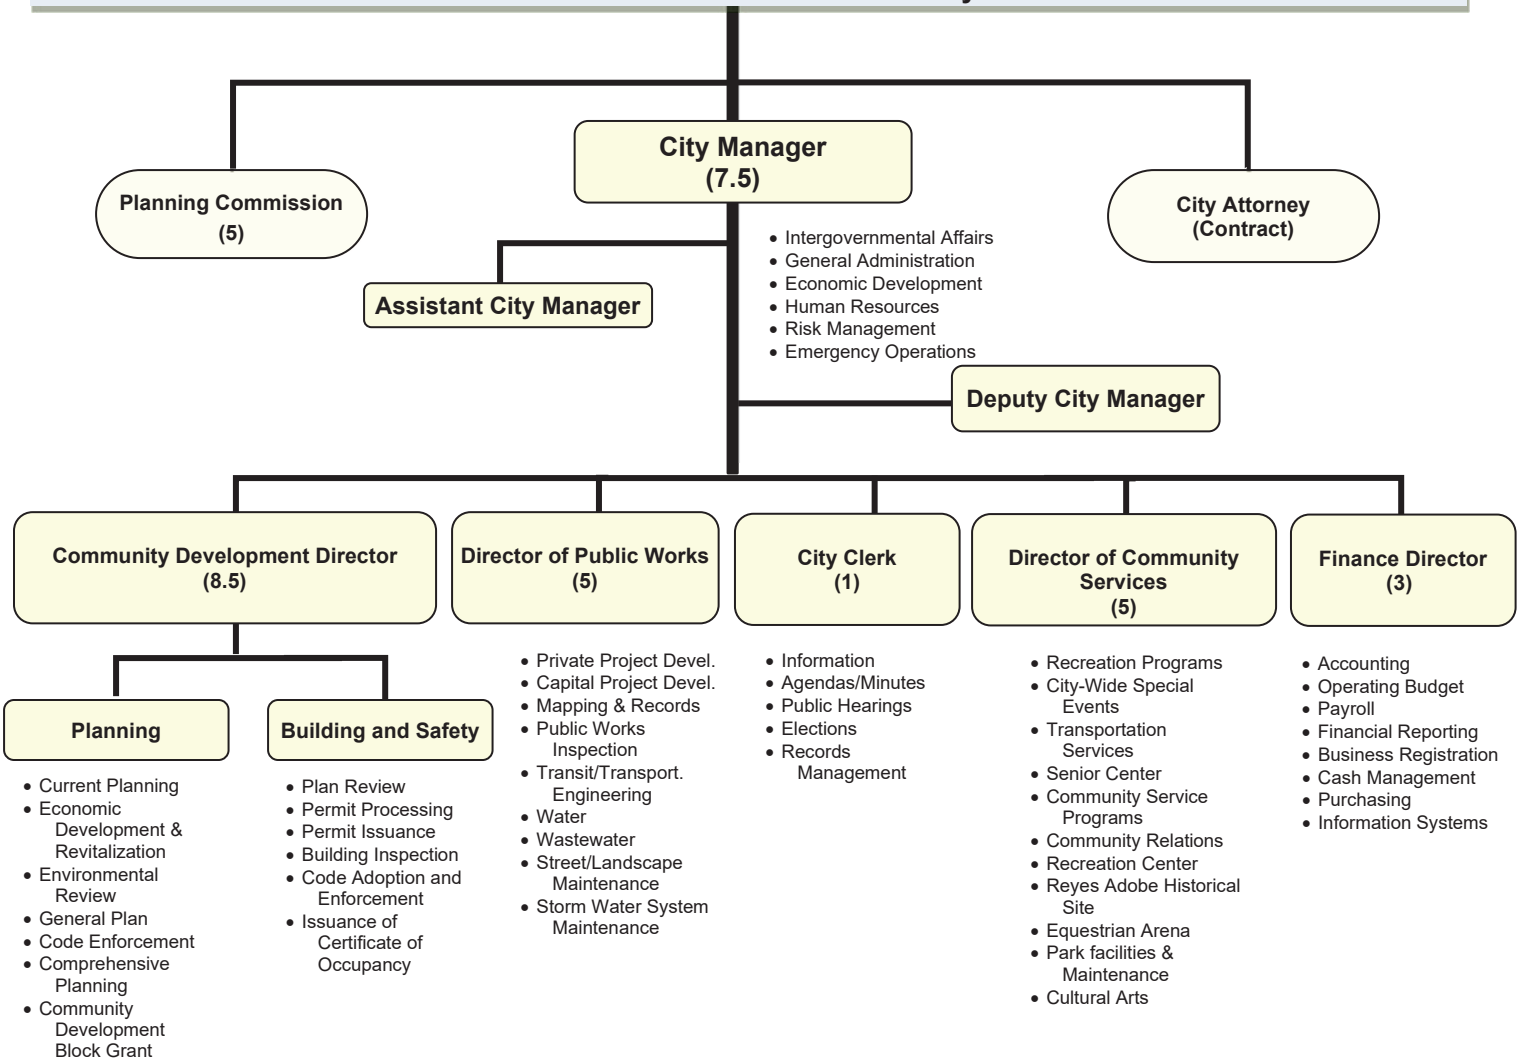 City Manager
(7.5)
Planning Commission
(5)
City Attorney
(Contract)
• Intergovernmental Affairs
• General Administration
• Economic Development
• Human Resources
• Risk Management
• Emergency Operations
Assistant City Manager
Deputy City Manager
Community Development Director
(8.5)
Director of Public Works
(5)
City Clerk
(1)
Director of Community
Services
(5)
Finance Director
(3)
Planning
• Current Planning
• Economic
Development &
Revitalization
• Environmental
Review
• General Plan
• Code Enforcement
• Comprehensive
Planning
• Community
Development
Block Grant
Building and Safety
• Plan Review
• Permit Processing
• Permit Issuance
• Building Inspection
• Code Adoption and
Enforcement
• Issuance of
Certificate of
Occupancy
• Private Project Devel.
• Capital Project Devel.
• Mapping & Records
• Public Works
Inspection
• Transit/Transport.
Engineering
• Water
• Wastewater
• Street/Landscape
Maintenance
• Storm Water System
Maintenance
• Information
• Agendas/Minutes
• Public Hearings
• Elections
• Records
Management
• Recreation Programs
• City-Wide Special
Events
• Transportation
Services
• Senior Center
• Community Service
Programs
• Community Relations
• Recreation Center
• Reyes Adobe Historical
Site
• Equestrian Arena
• Park facilities &
Maintenance
• Cultural Arts
• Accounting
• Operating Budget
• Payroll
• Financial Reporting
• Business Registration
• Cash Management
• Purchasing
• Information Systems